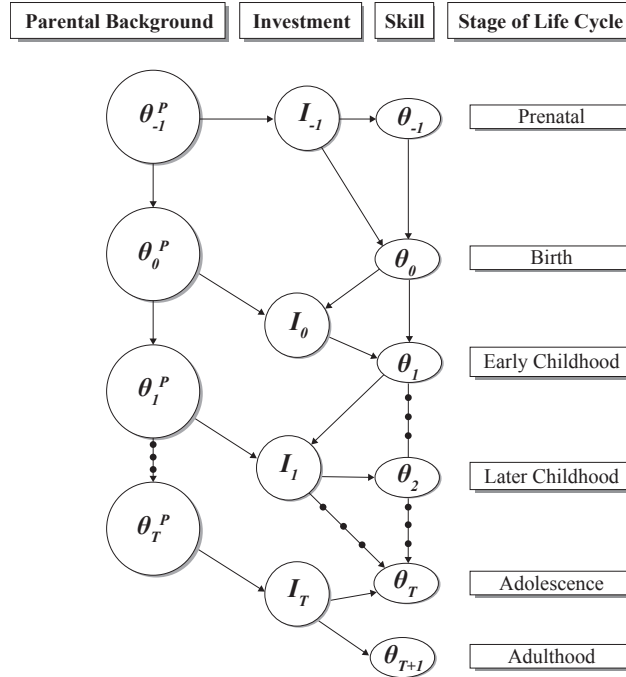 Parental Background Investment Skill Stage of Life Cycle
θ_{-1}^P I_{-1} θ_{-1} Prenatal
θ_0^P θ_0 Birth
I_0
θ_1 Early Childhood
θ_1^P
I_1 θ_2 Later Childhood
θ_T^P
I_T θ_T Adolescence
θ_{T+1} Adulthood